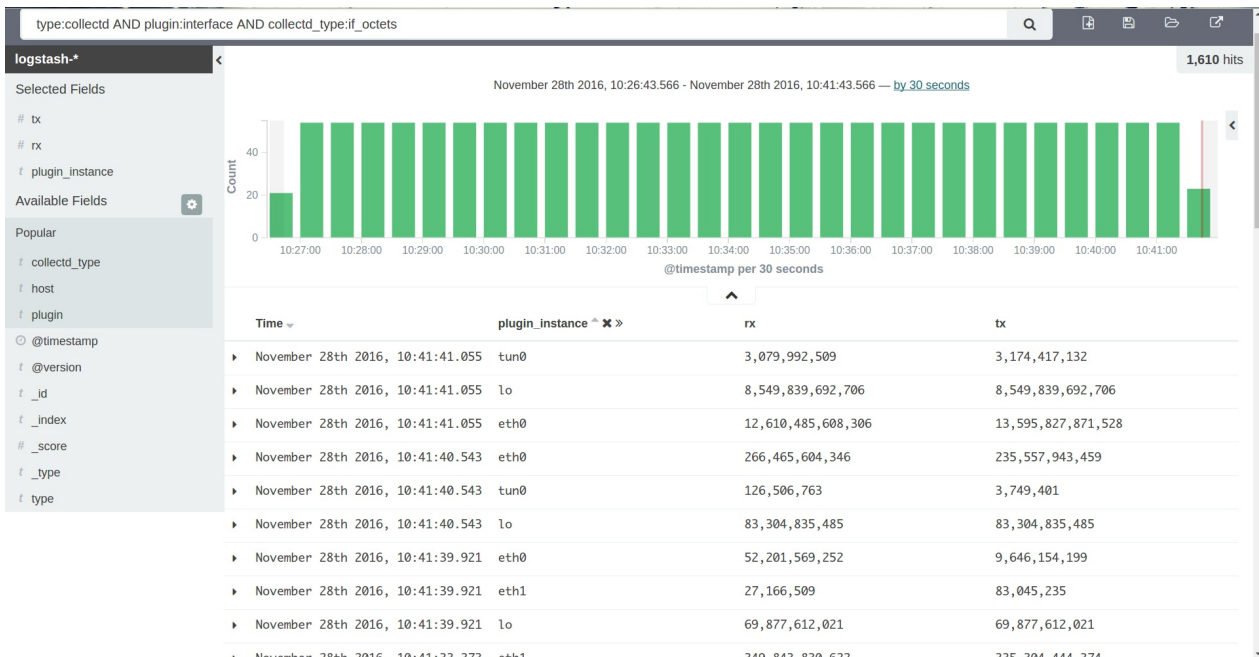 type:collectd AND plugin:interface AND collectd_type:if_octets
logstash-*
1,610 hits
Selected Fields
# tx
# rx
t plugin_instance
Available Fields
Popular
t collectd_type
t host
t plugin
@timestamp
t @version
t _id
t _index
# _score
t _type
t type
November 28th 2016, 10:26:43.566 - November 28th 2016, 10:41:43.566 — by 30 seconds
Count
40
20
0
10:27:00 10:28:00 10:29:00 10:30:00 10:31:00 10:32:00 10:33:00 10:34:00 10:35:00 10:36:00 10:37:00 10:38:00 10:39:00 10:40:00 10:41:00
@timestamp per 30 seconds
Time plugin_instance rx tx
November 28th 2016, 10:41:41.055 tun0 3,079,992,509 3,174,417,132
November 28th 2016, 10:41:41.055 lo 8,549,839,692,706 8,549,839,692,706
November 28th 2016, 10:41:41.055 eth0 12,610,485,608,306 13,595,827,871,528
November 28th 2016, 10:41:40.543 eth0 266,465,604,346 235,557,943,459
November 28th 2016, 10:41:40.543 tun0 126,506,763 3,749,401
November 28th 2016, 10:41:40.543 lo 83,304,835,485 83,304,835,485
November 28th 2016, 10:41:39.921 eth0 52,201,569,252 9,646,154,199
November 28th 2016, 10:41:39.921 eth1 27,166,509 83,045,235
November 28th 2016, 10:41:39.921 lo 69,877,612,021 69,877,612,021
November 28th 2016, eth1